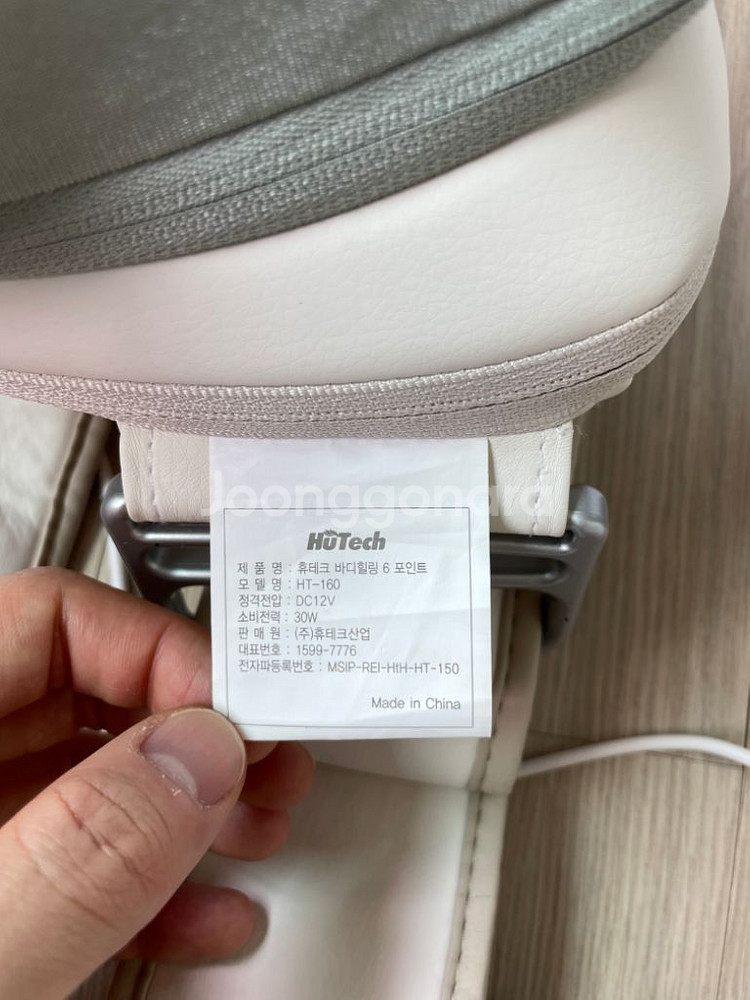 Joonggonara
HuTech
제 품 명 : 휴테크 바디힐링 6 포인트
모 델 명 : HT-160
정격전압 : DC12V
소비전력 : 30W
판 매 원 : (주)휴테크산업
대표번호 : 1599-7776
전자파등록번호 : MSIP-REI-HtH-HT-150
Made in China